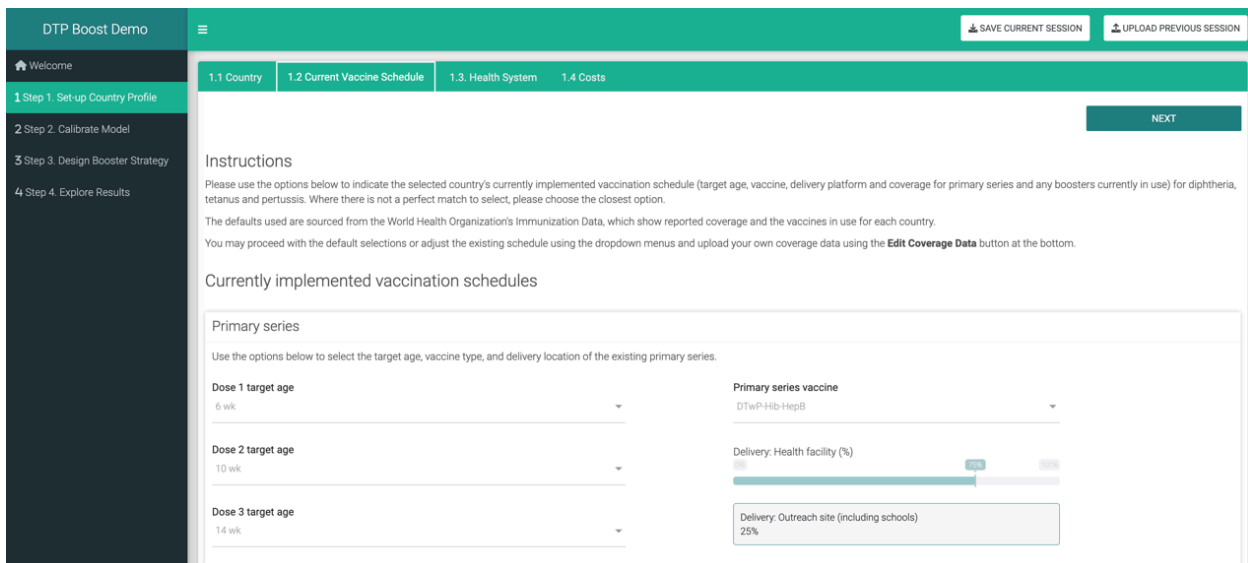 DTP Boost Demo
SAVE CURRENT SESSION
UPLOAD PREVIOUS SESSION
Welcome
1 Step 1. Set-up Country Profile
2 Step 2. Calibrate Model
3 Step 3. Design Booster Strategy
4 Step 4. Explore Results
1.1 Country
1.2 Current Vaccine Schedule
1.3. Health System
1.4 Costs
NEXT
Instructions
Please use the options below to indicate the selected country's currently implemented vaccination schedule (target age, vaccine, delivery platform and coverage for primary series and any boosters currently in use) for diphtheria,
tetanus and pertussis. Where there is not a perfect match to select, please choose the closest option.
The defaults used are sourced from the World Health Organization's Immunization Data, which show reported coverage and the vaccines in use for each country.
You may proceed with the default selections or adjust the existing schedule using the dropdown menus and upload your own coverage data using the Edit Coverage Data button at the bottom.
Currently implemented vaccination schedules
Primary series
Use the options below to select the target age, vaccine type, and delivery location of the existing primary series.
Dose 1 target age
6 wk
Primary series vaccine
DTwP-Hib-HepB
Dose 2 target age
10 wk
Delivery: Health facility (%)
0%
75%
100%
Dose 3 target age
14 wk
Delivery: Outreach site (including schools)
25%